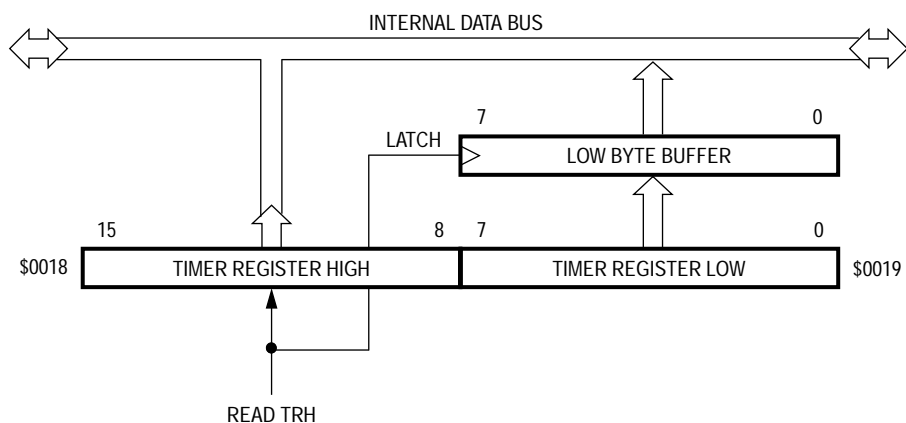 INTERNAL DATA BUS
7 0
LATCH
LOW BYTE BUFFER
15 8 7 0
$0018 TIMER REGISTER HIGH TIMER REGISTER LOW $0019
READ TRH